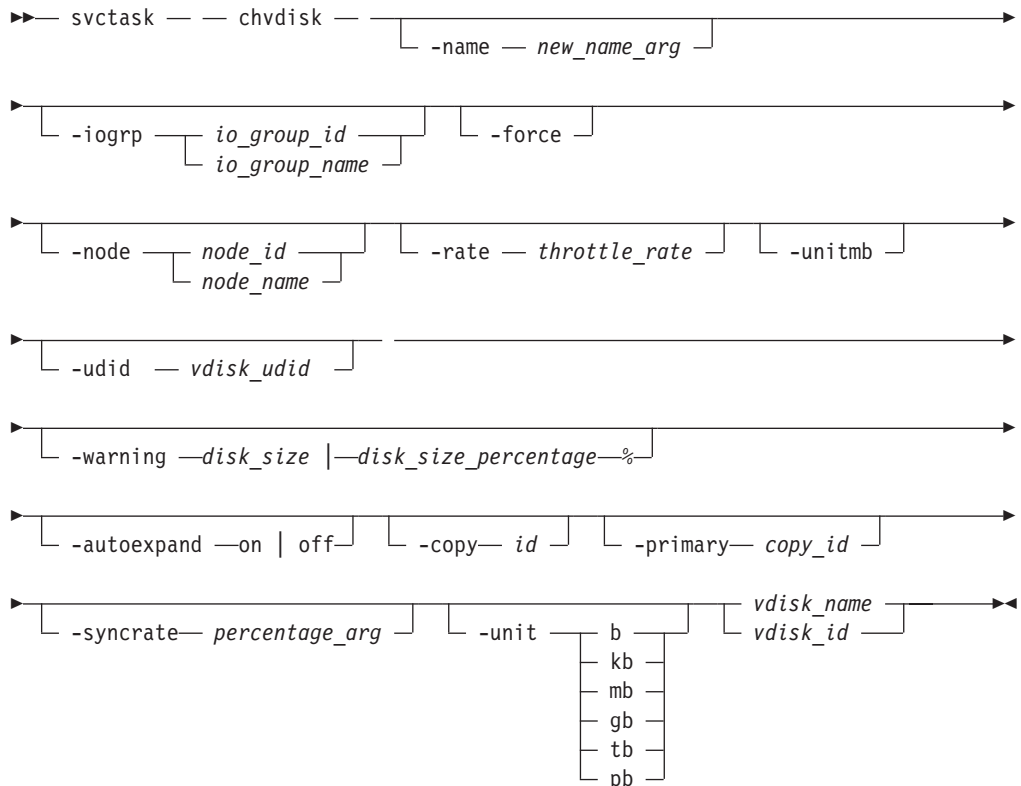 svctask chvdisk
-name new_name_arg
-iogrp io_group_id -force
io_group_name
-node node_id -rate throttle_rate -unitmb
node_name
-udid vdisk_udid
-warning disk_size | disk_size_percentage %
-autoexpand on | off -copy id -primary copy_id
vdisk_name
-syncrate percentage_arg -unit b vdisk_id
kb
mb
gb
tb
pb